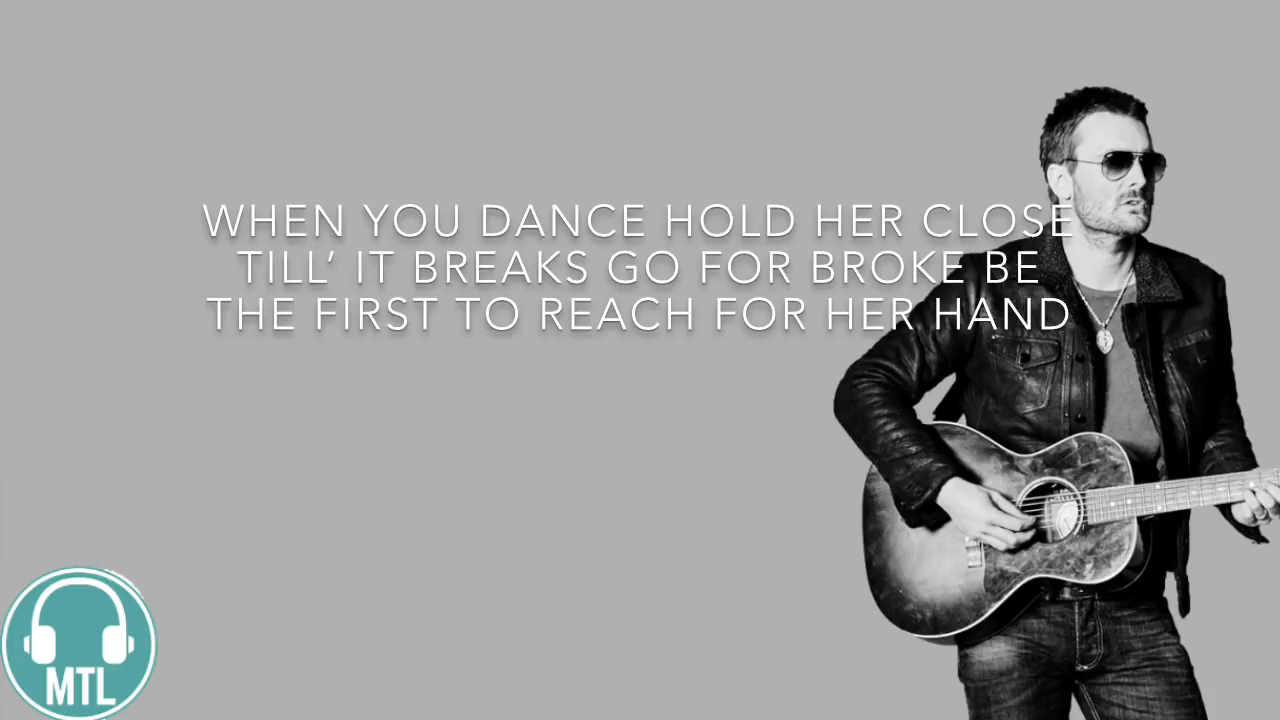 WHEN YOU DANCE HOLD HER CLOSE
TILL’ IT BREAKS GO FOR BROKE BE
THE FIRST TO REACH FOR HER HAND
MTL